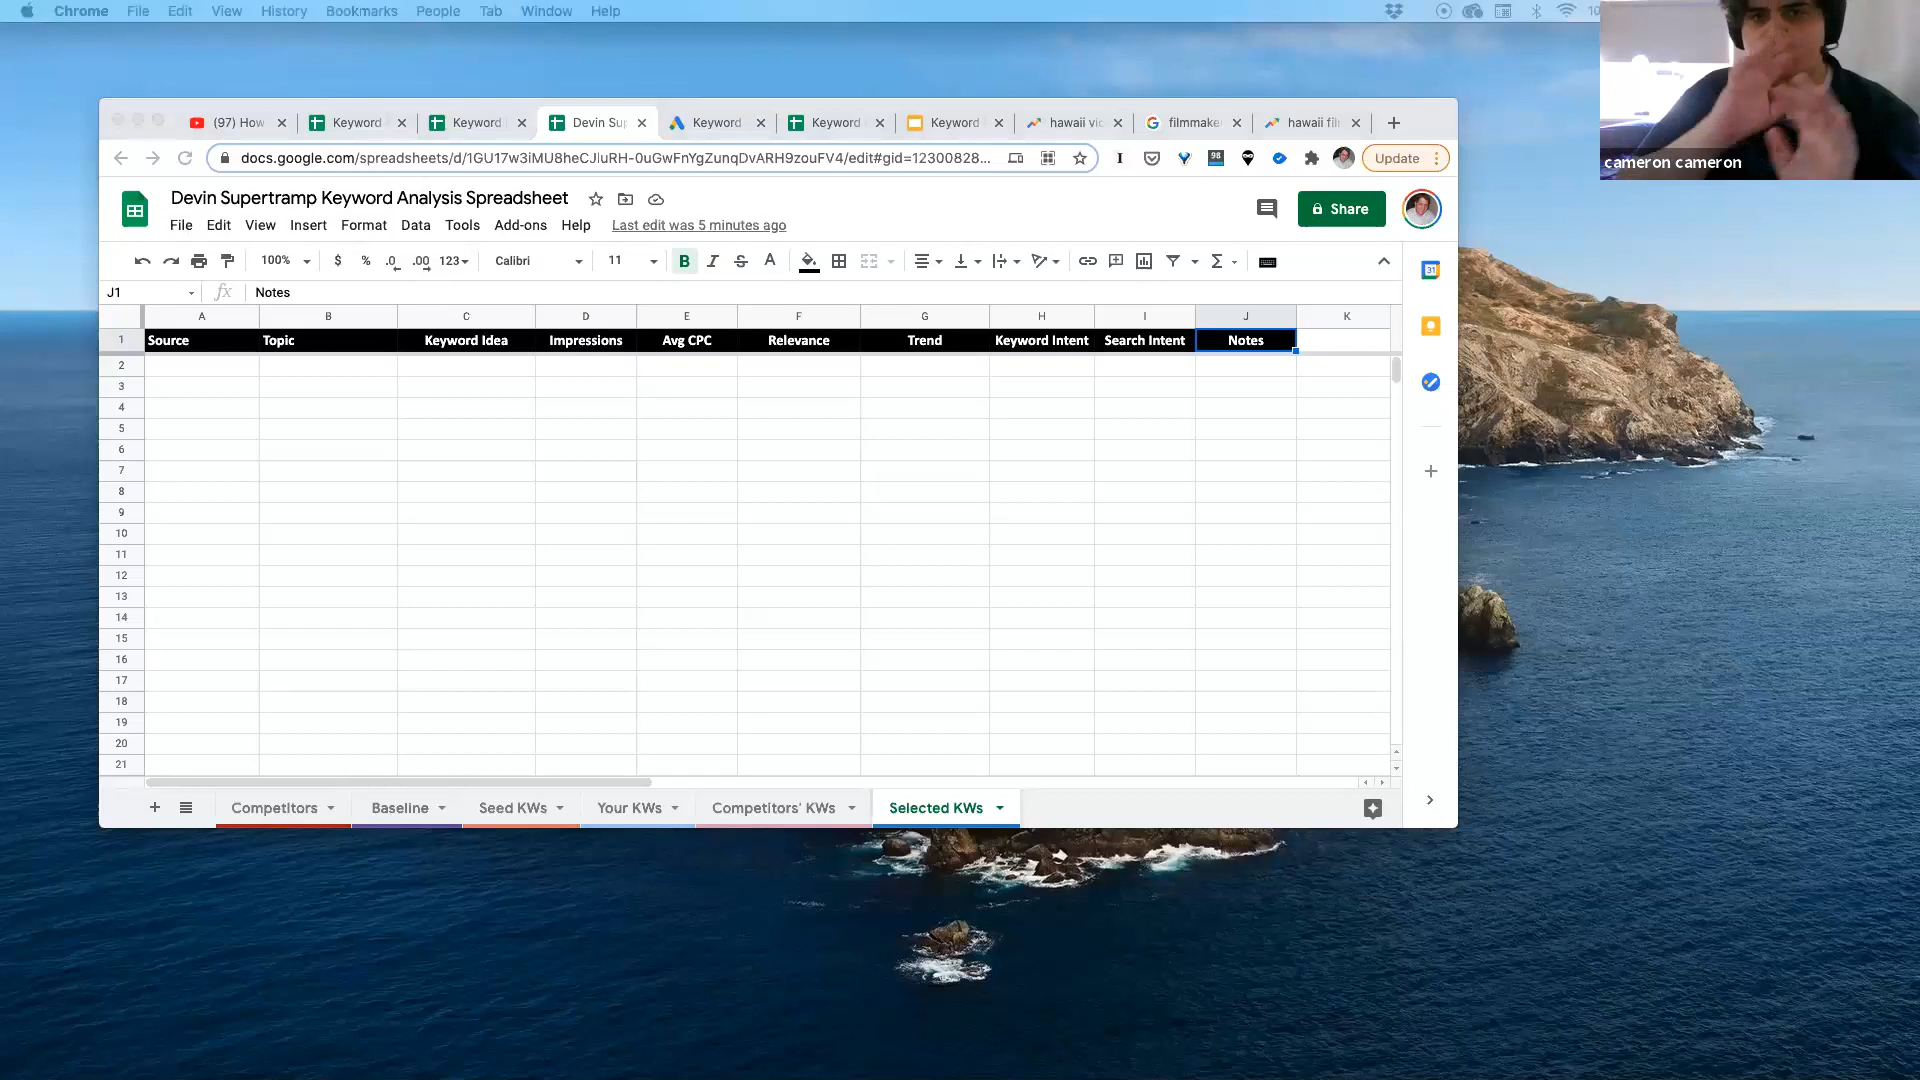 Chrome File Edit View History Bookmarks People Tab Window Help
cameron cameron
(97) How Keyword Keyword Devin Sup Keyword Keyword Keyword hawaii vic filmmake hawaii fil
docs.google.com/spreadsheets/d/1GU17w3iMU8heCJluRH-0uGwFnYgZunqDvARH9zouFV4/edit#gid=12300828... 98 Update
Devin Supertramp Keyword Analysis Spreadsheet
Share
File Edit View Insert Format Data Tools Add-ons Help Last edit was 5 minutes ago
100% $ % .0 .00 123 Calibri 11 B I S A
31
J1 fx Notes
A B C D E F G H I J K
1 Source Topic Keyword Idea Impressions Avg CPC Relevance Trend Keyword Intent Search Intent Notes
2
3
4
5
6
7
8
9
10
11
12
13
14
15
16
17
18
19
20
21
Competitors Baseline Seed KWs Your KWs Competitors' KWs Selected KWs